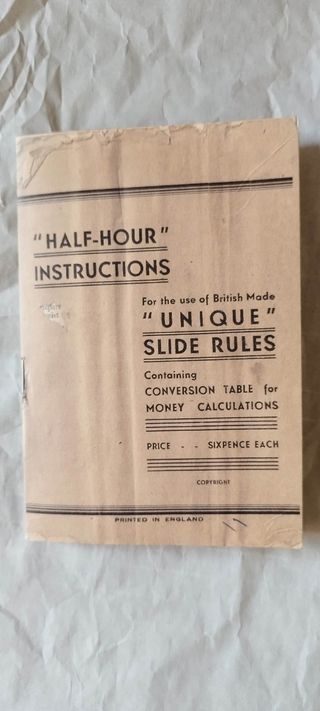 "HALF-HOUR"
INSTRUCTIONS
For the use of British Made
"UNIQUE"
SLIDE RULES
Containing
CONVERSION TABLE for
MONEY CALCULATIONS
PRICE - - SIXPENCE EACH
COPYRIGHT
PRINTED IN ENGLAND